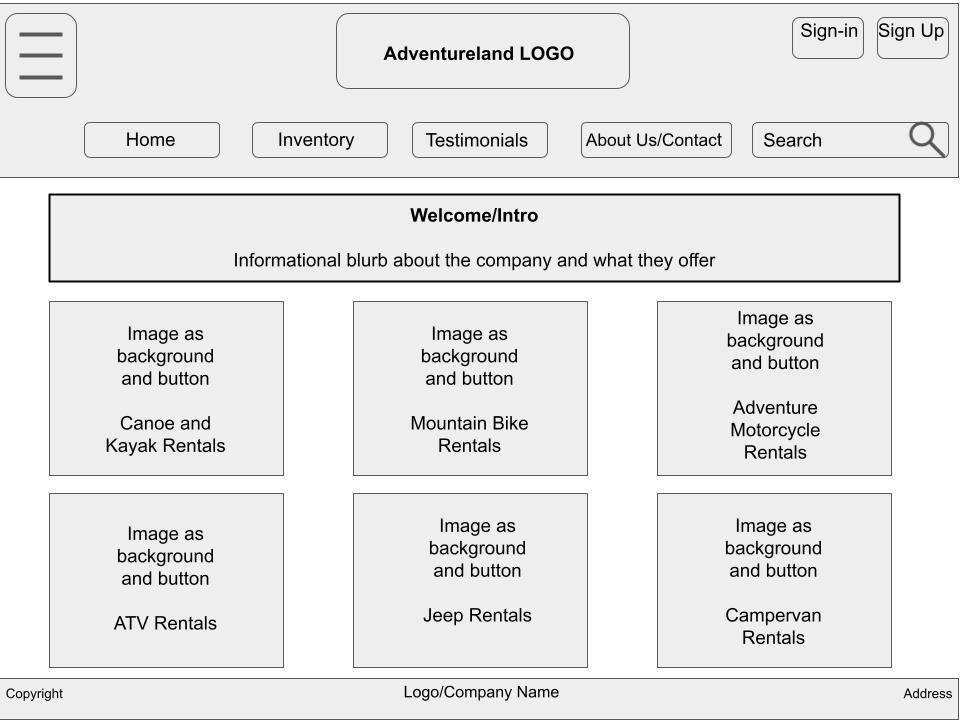 Adventureland LOGO
Sign-in
Sign Up
Home
Inventory
Testimonials
About Us/Contact
Search
Welcome/Intro
Informational blurb about the company and what they offer
Image as
background
and button
Canoe and
Kayak Rentals
Image as
background
and button
Mountain Bike
Rentals
Image as
background
and button
Adventure
Motorcycle
Rentals
Image as
background
and button
ATV Rentals
Image as
background
and button
Jeep Rentals
Image as
background
and button
Campervan
Rentals
Copyright
Logo/Company Name
Address